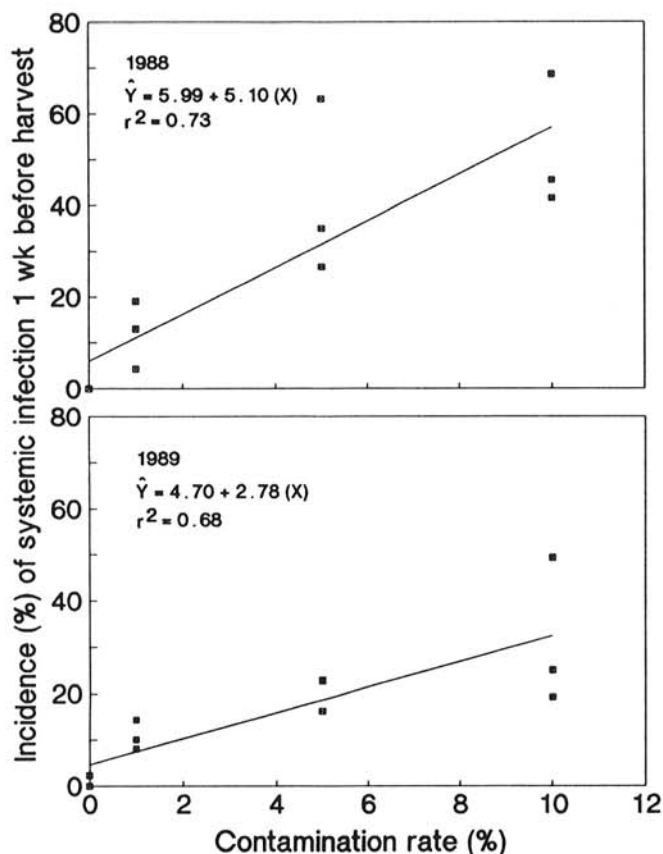 Incidence (%) of systemic infection 1 wk before harvest
80
60
40
20
0
1988
Ŷ = 5.99 + 5.10 (X)
r² = 0.73
80
60
40
20
0
1989
Ŷ = 4.70 + 2.78 (X)
r² = 0.68
0 2 4 6 8 10 12
Contamination rate (%)